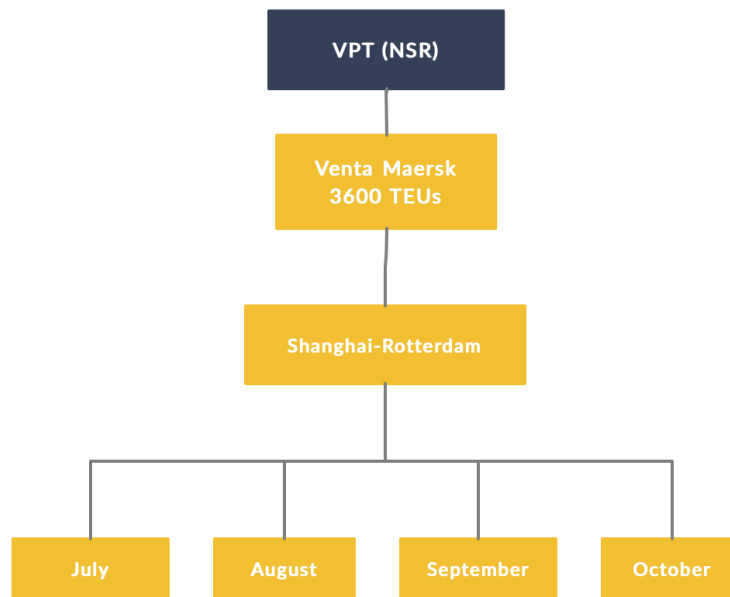 VPT (NSR)
Venta Maersk
3600 TEUs
Shanghai-Rotterdam
July
August
September
October